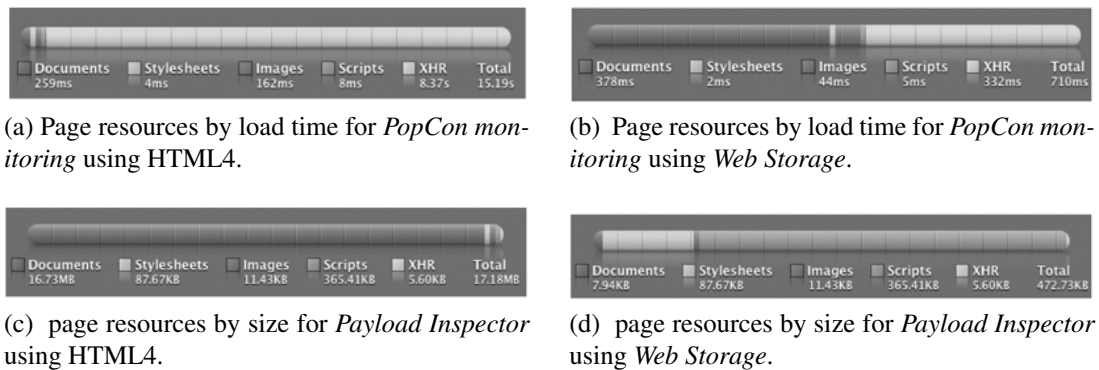 Documents Stylesheets Images Scripts XHR Total
259ms 4ms 162ms 8ms 8.37s 15.19s
(a) Page resources by load time for PopCon mon-
itoring using HTML4.
Documents Stylesheets Images Scripts XHR Total
378ms 2ms 44ms 5ms 332ms 710ms
(b) Page resources by load time for PopCon mon-
itoring using Web Storage.
Documents Stylesheets Images Scripts XHR Total
16.73MB 87.67KB 11.43KB 365.41KB 5.60KB 17.18MB
(c) page resources by size for Payload Inspector
using HTML4.
Documents Stylesheets Images Scripts XHR Total
7.94KB 87.67KB 11.43KB 365.41KB 5.60KB 472.73KB
(d) page resources by size for Payload Inspector
using Web Storage.